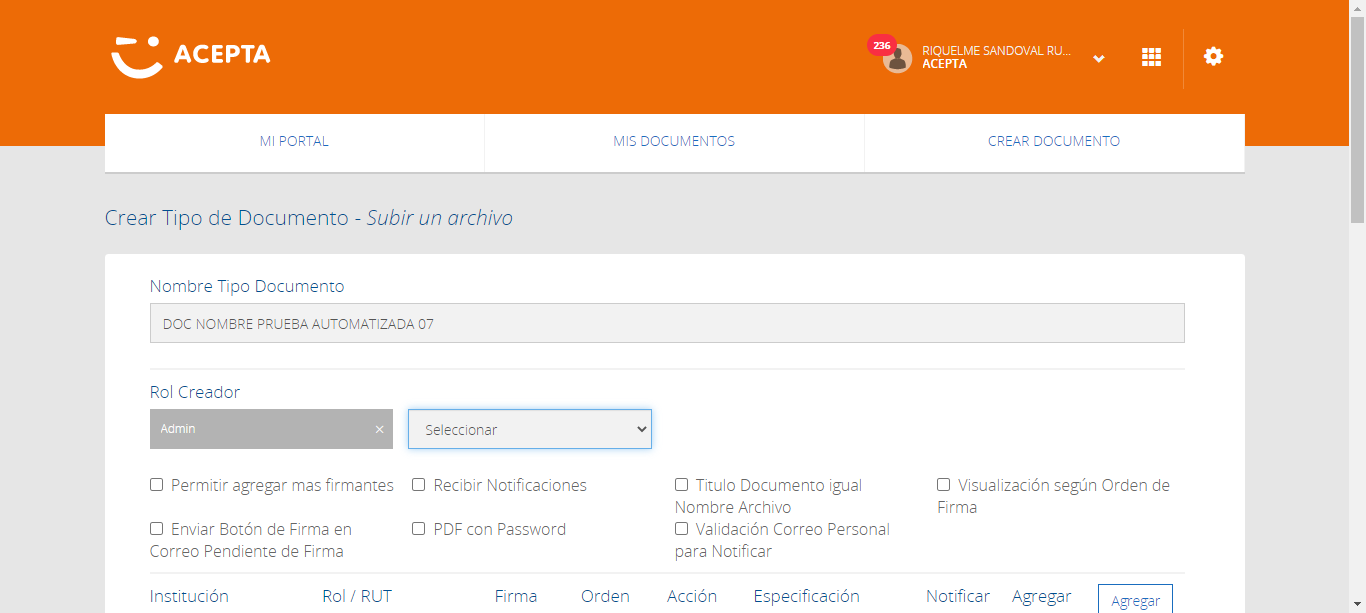 ACEPTA
236
RIQUELME SANDOVAL RU...
ACEPTA
MI PORTAL
MIS DOCUMENTOS
CREAR DOCUMENTO
Crear Tipo de Documento - Subir un archivo
Nombre Tipo Documento
DOC NOMBRE PRUEBA AUTOMATIZADA 07
Rol Creador
Admin ×
Seleccionar
Permitir agregar mas firmantes
Recibir Notificaciones
Titulo Documento igual
Nombre Archivo
Visualización según Orden de
Firma
Enviar Botón de Firma en
Correo Pendiente de Firma
PDF con Password
Validación Correo Personal
para Notificar
Institución Rol / RUT Firma Orden Acción Especificación Notificar Agregar Agregar